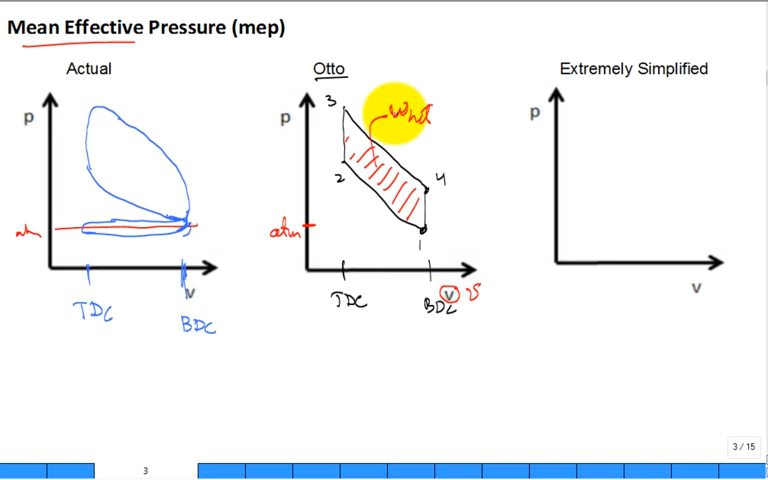 Mean Effective Pressure (mep)
Actual
Otto
Extremely Simplified
p
atm
TDC
v
BDC
p
3
Wnet
2
4
1
atm
TDC
BDC
v
v
p
v
3 / 15
3